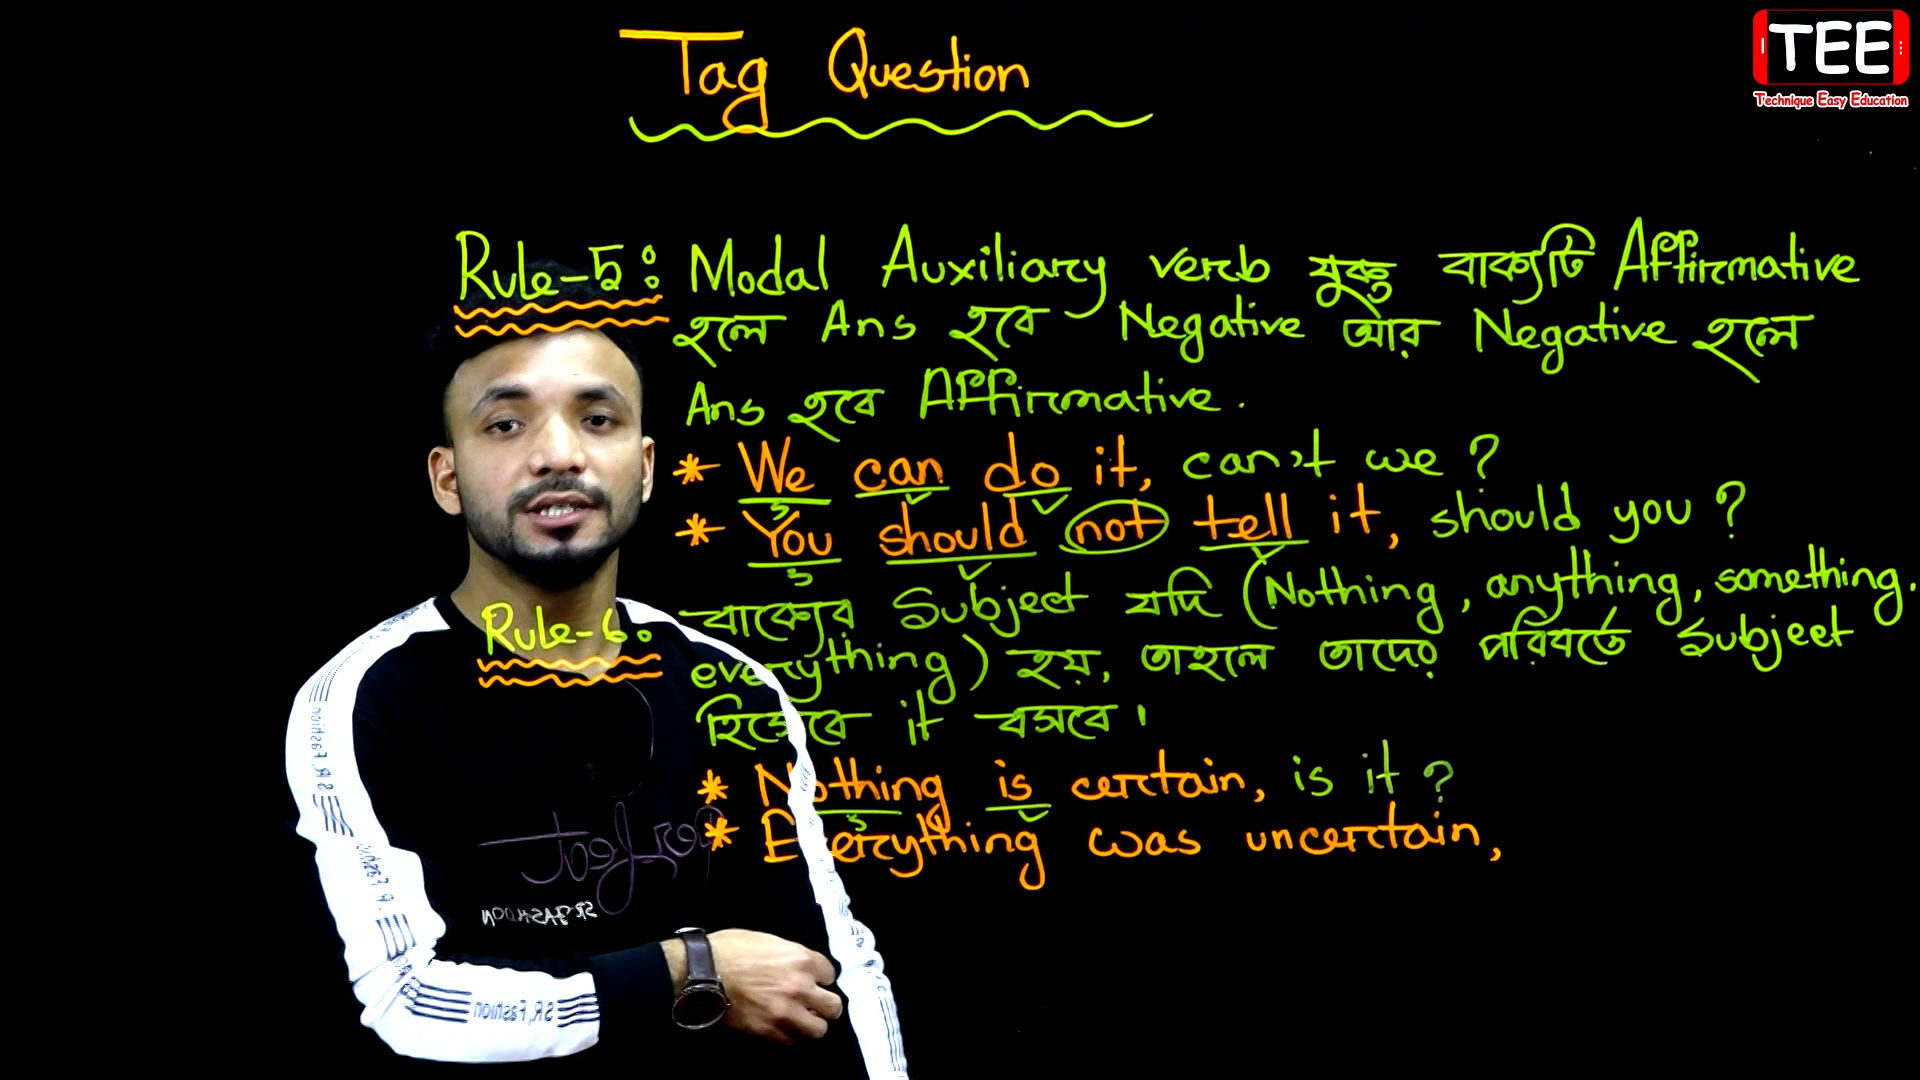 Tag Question
TEE
Technique Easy Education
Rule-5: Modal Auxiliary verb যুক্ত বাক্যটি Affirmative
হলে Ans হবে Negative আর Negative হলে
Ans হবে Affirmative.
* We can do it, can't we?
* You should not tell it, should you?
Rule-6: বাক্যের Subject যদি (Nothing, anything, something,
everything) হয়, তাহলে তাদের পরিবর্তে Subject
হিসেবে it বসবে।
* Nothing is certain, is it?
* Everything was uncertain,
SR FASHION
S.R. Fashion